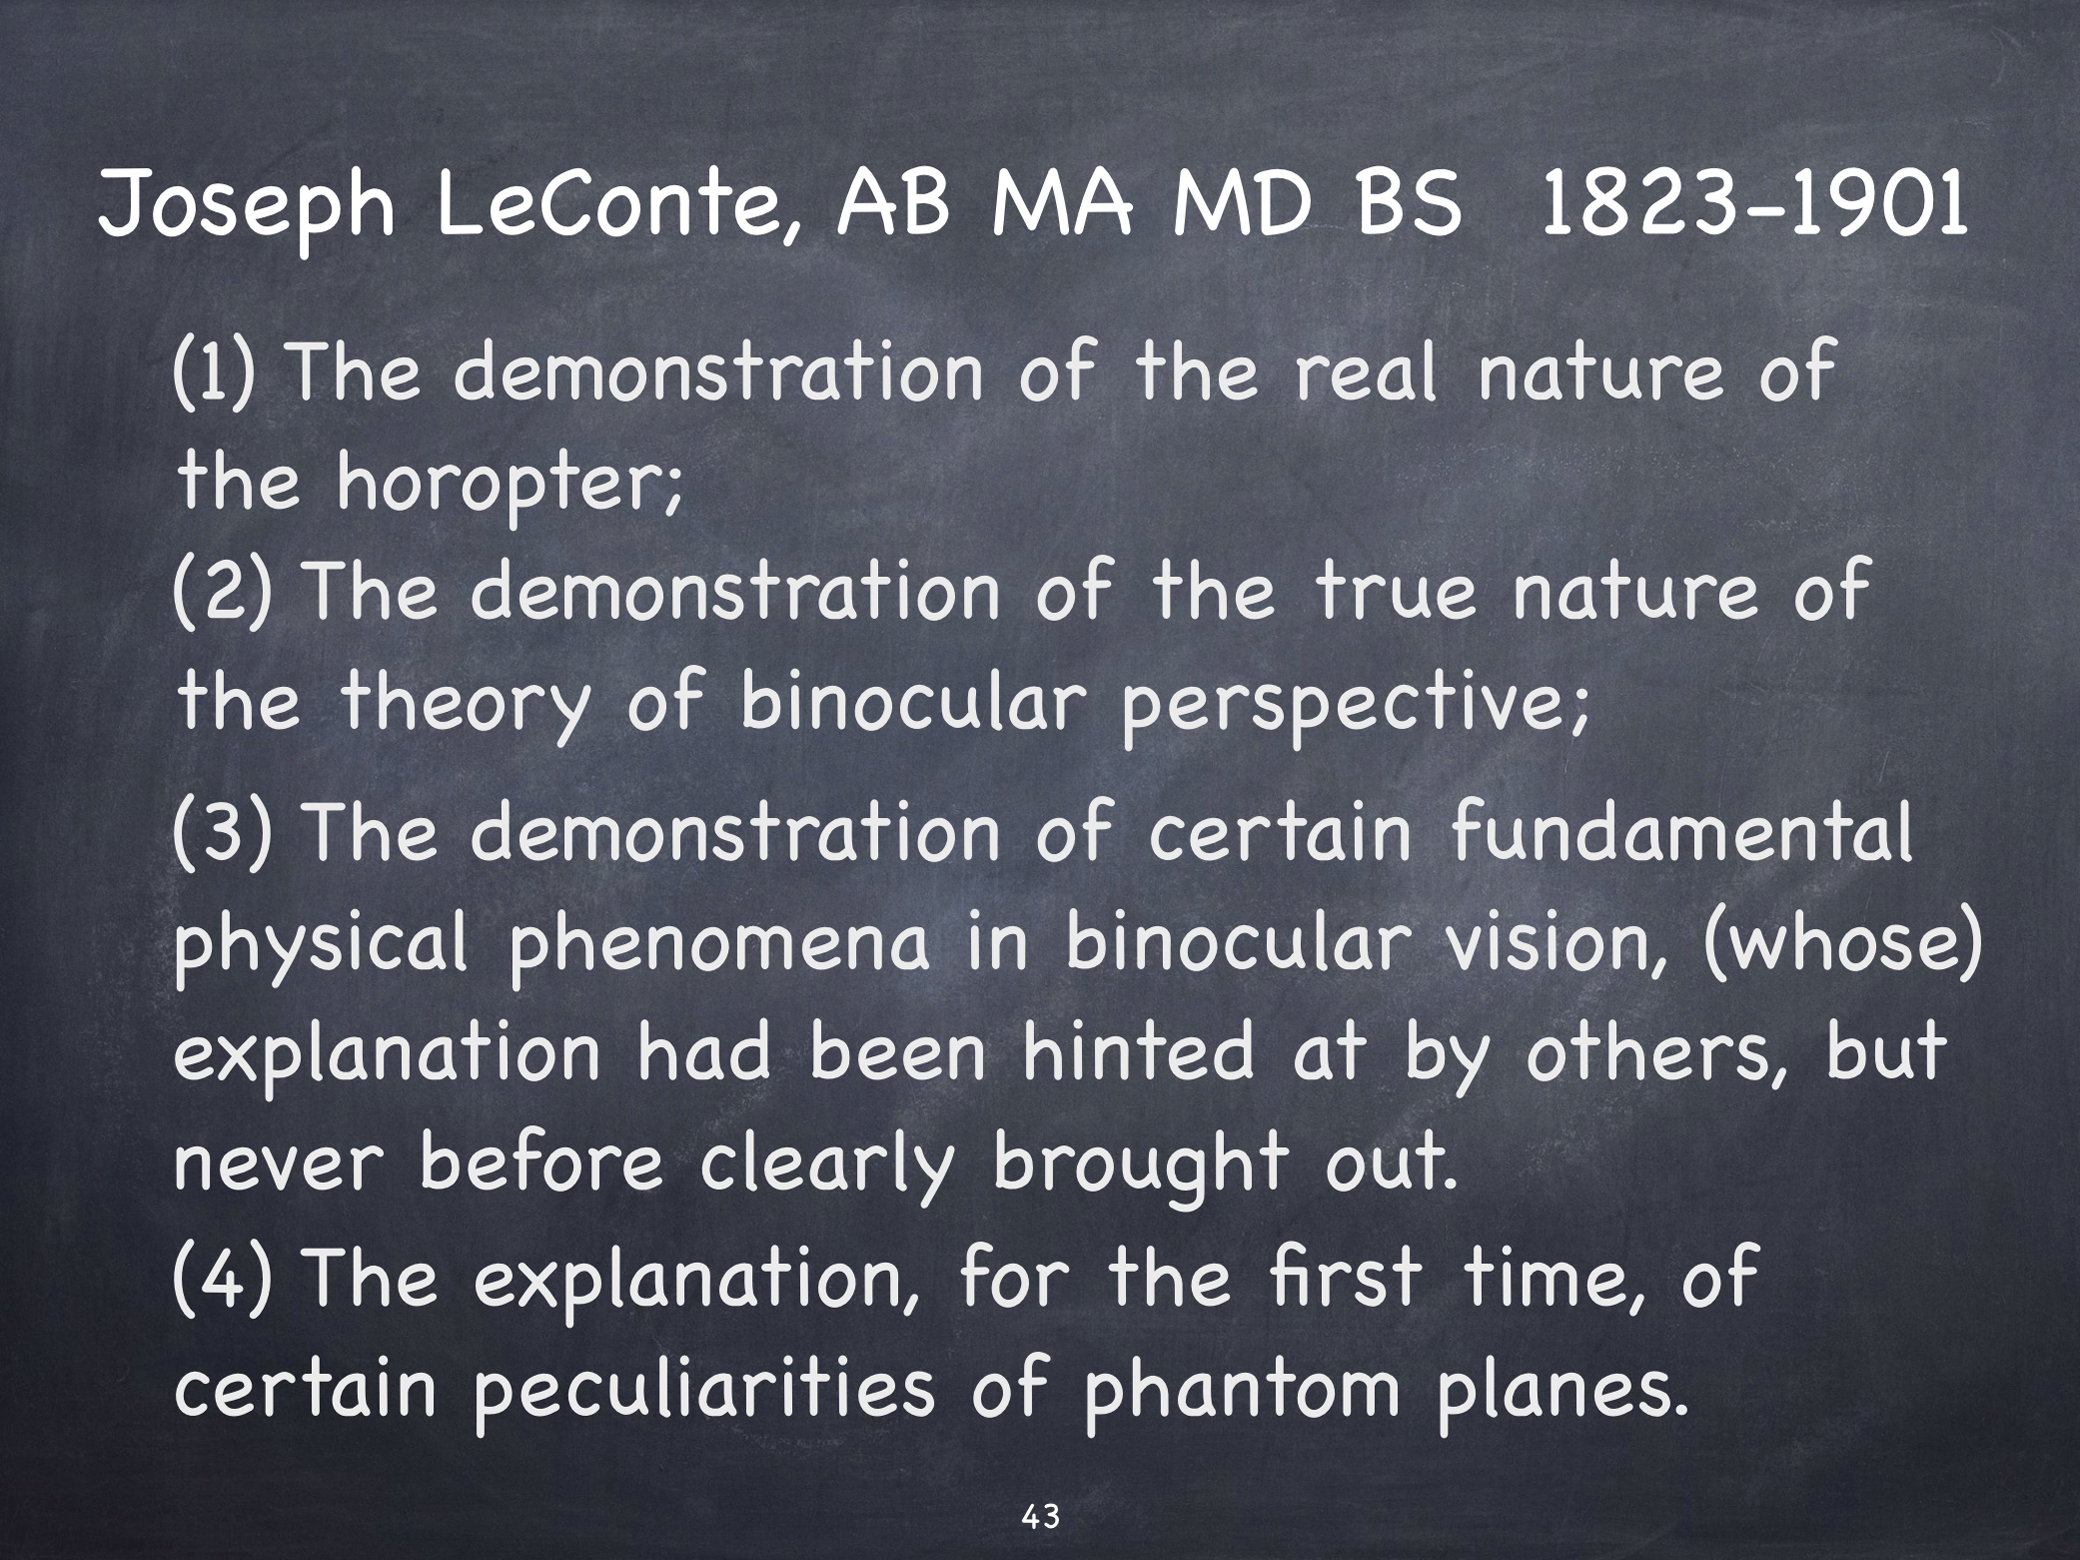 Joseph LeConte, AB MA MD BS 1823-1901
(1) The demonstration of the real nature of
the horopter;
(2) The demonstration of the true nature of
the theory of binocular perspective;
(3) The demonstration of certain fundamental
physical phenomena in binocular vision, (whose)
explanation had been hinted at by others, but
never before clearly brought out.
(4) The explanation, for the first time, of
certain peculiarities of phantom planes.
43